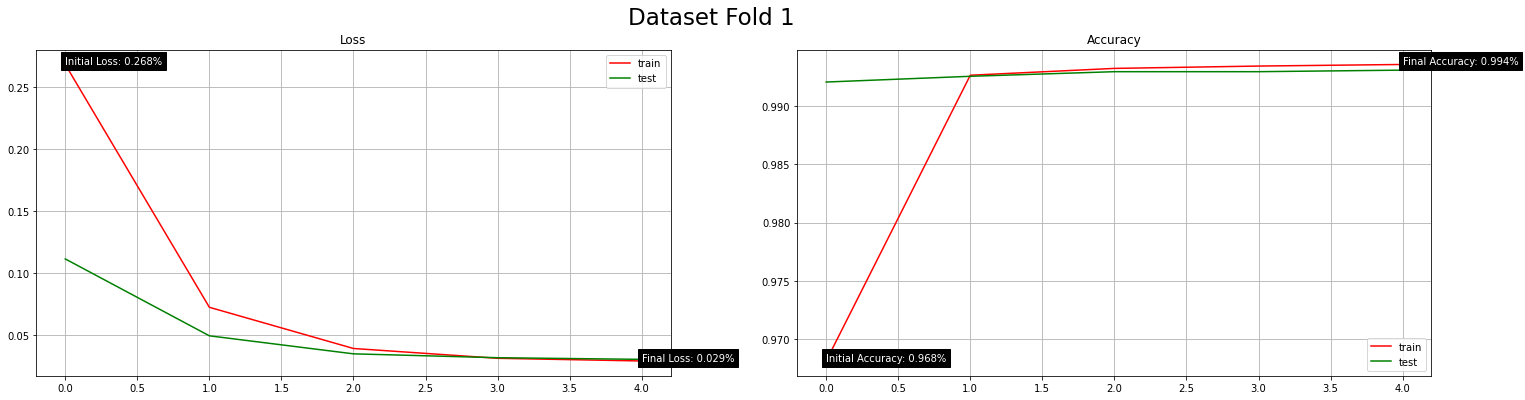 Dataset Fold 1
Loss
Initial Loss: 0.268%
train
test
0.25
0.20
0.15
0.10
0.05
Final Loss: 0.029%
0.0 0.5 1.0 1.5 2.0 2.5 3.0 3.5 4.0
Accuracy
Final Accuracy: 0.994%
0.990
0.985
0.980
0.975
0.970
Initial Accuracy: 0.968%
train
test
0.0 0.5 1.0 1.5 2.0 2.5 3.0 3.5 4.0